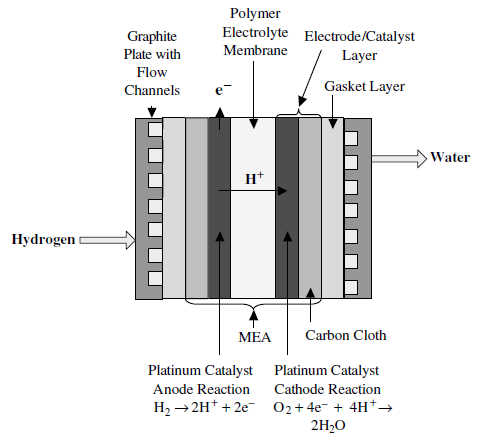 Graphite
Plate with
Flow
Channels
Polymer
Electrolyte
Membrane
Electrode/Catalyst
Layer
Gasket Layer
e⁻
H⁺
Water
Hydrogen
MEA
Carbon Cloth
Platinum Catalyst
Anode Reaction
H₂ → 2H⁺ + 2e⁻
Platinum Catalyst
Cathode Reaction
O₂ + 4e⁻ + 4H⁺ →
2H₂O